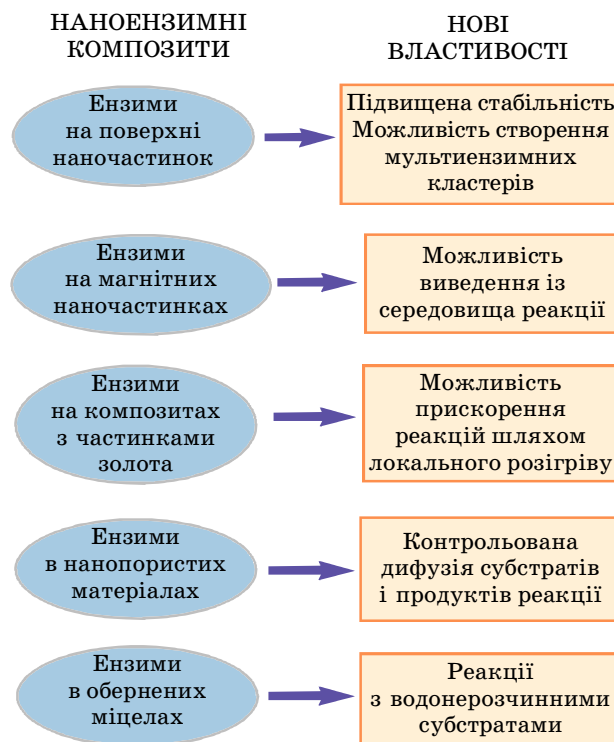 НАНОЕНЗИМНІ
КОМПОЗИТИ
НОВІ
ВЛАСТИВОСТІ
Ензими
на поверхні
наночастинок
Підвищена стабільність
Можливість створення
мультиензимних
кластерів
Ензими
на магнітних
наночастинках
Можливість
виведення із
середовища реакції
Ензими
на композитах
з частинками
золота
Можливість
прискорення
реакцій шляхом
локального розігріву
Ензими
в нанопористих
матеріалах
Контрольована
дифузія субстратів
і продуктів реакції
Ензими
в обернених
міцелах
Реакції
з водонерозчинними
субстратами